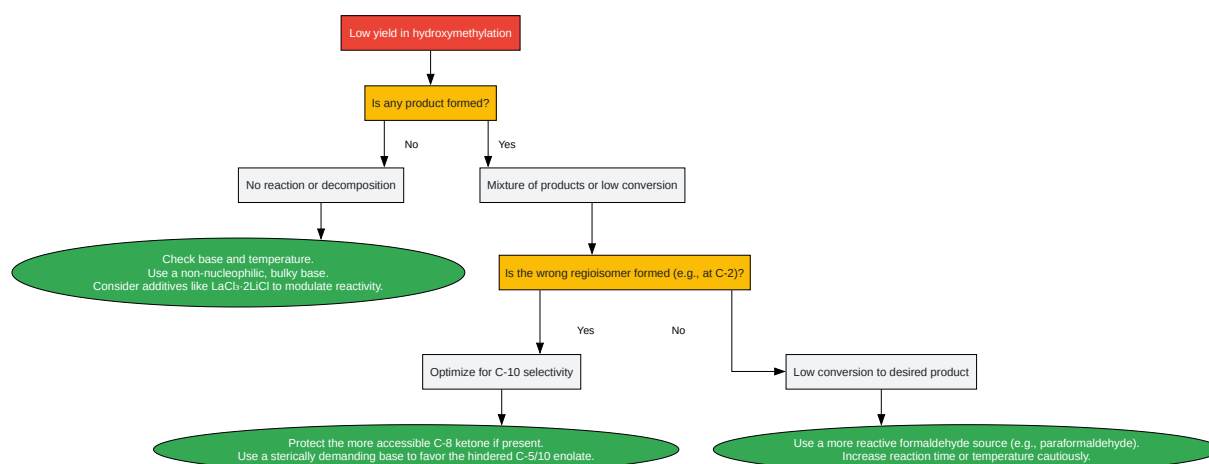 Low yield in hydroxymethylation
Is any product formed?
No
Yes
No reaction or decomposition
Mixture of products or low conversion
Check base and temperature.
Use a non-nucleophilic, bulky base.
Consider additives like LaCl₃·2LiCl to modulate reactivity.
Is the wrong regioisomer formed (e.g., at C-2)?
Yes
No
Optimize for C-10 selectivity
Low conversion to desired product
Protect the more accessible C-8 ketone if present.
Use a sterically demanding base to favor the hindered C-5/10 enolate.
Use a more reactive formaldehyde source (e.g., paraformaldehyde).
Increase reaction time or temperature cautiously.